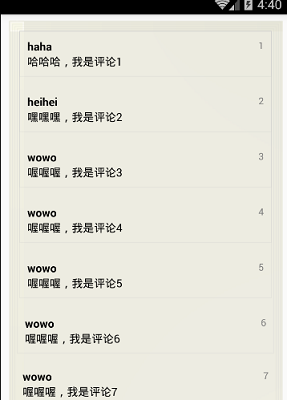 4:40
haha 1
哈哈哈，我是评论1
heihei 2
嘿嘿嘿，我是评论2
wowo 3
喔喔喔，我是评论3
wowo 4
喔喔喔，我是评论4
wowo 5
喔喔喔，我是评论5
wowo 6
喔喔喔，我是评论6
wowo 7
喔喔喔，我是评论7